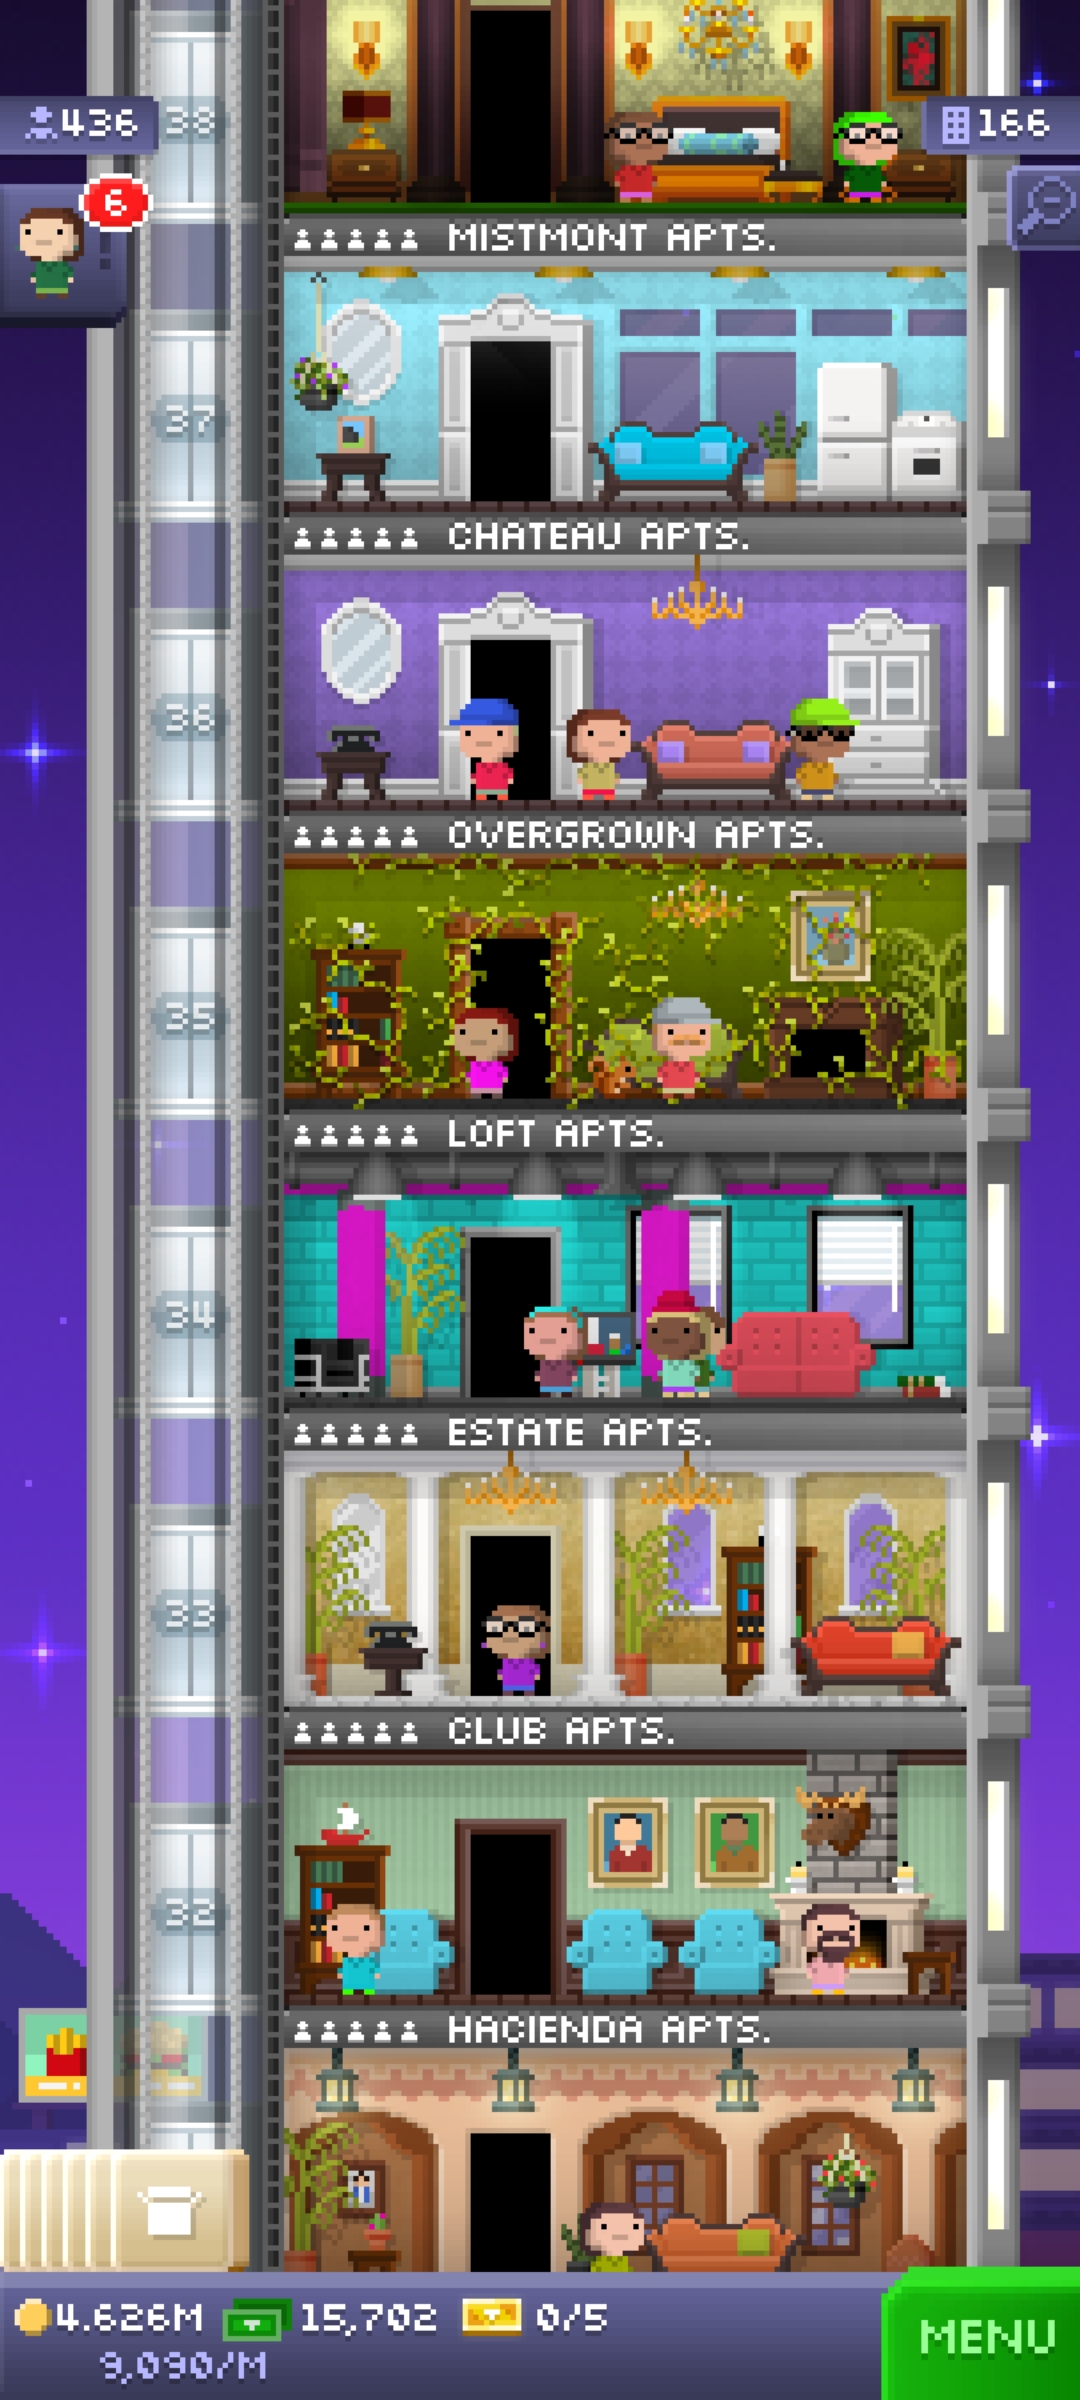 436
38
166
6
MISTMONT APTS.
37
CHATEAU APTS.
36
OVERGROWN APTS.
35
LOFT APTS.
34
ESTATE APTS.
33
CLUB APTS.
32
HACIENDA APTS.
4.626M 15,702 0/5
9,090/M
MENU